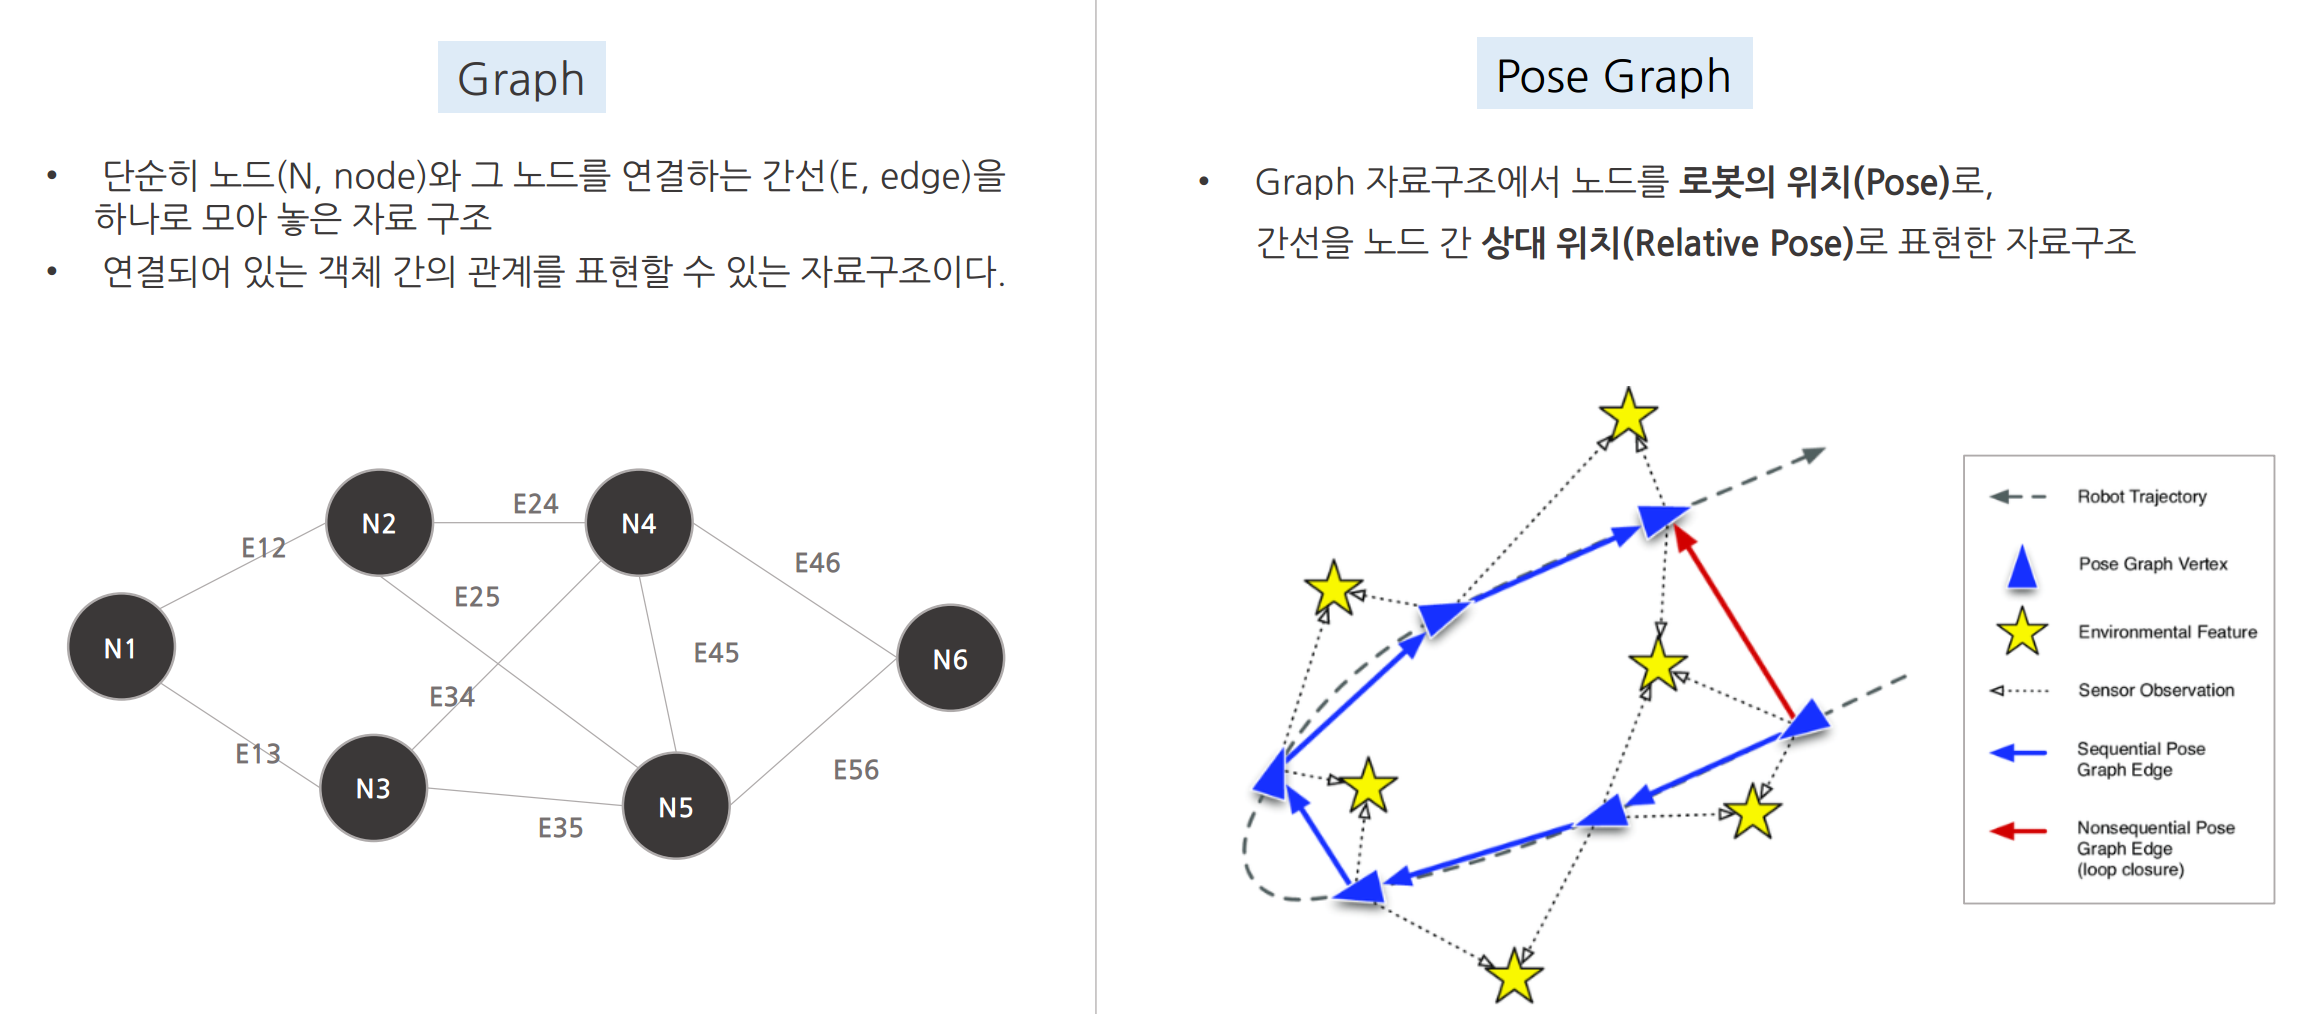 Graph
• 단순히 노드(N, node)와 그 노드를 연결하는 간선(E, edge)을
하나로 모아 놓은 자료 구조
• 연결되어 있는 객체 간의 관계를 표현할 수 있는 자료구조이다.
N1
N2
N3
N4
N5
N6
E12
E13
E24
E25
E34
E35
E45
E46
E56
Pose Graph
• Graph 자료구조에서 노드를 로봇의 위치(Pose)로,
간선을 노드 간 상대 위치(Relative Pose)로 표현한 자료구조
Robot Trajectory
Pose Graph Vertex
Environmental Feature
Sensor Observation
Sequential Pose
Graph Edge
Nonsequential Pose
Graph Edge
(loop closure)